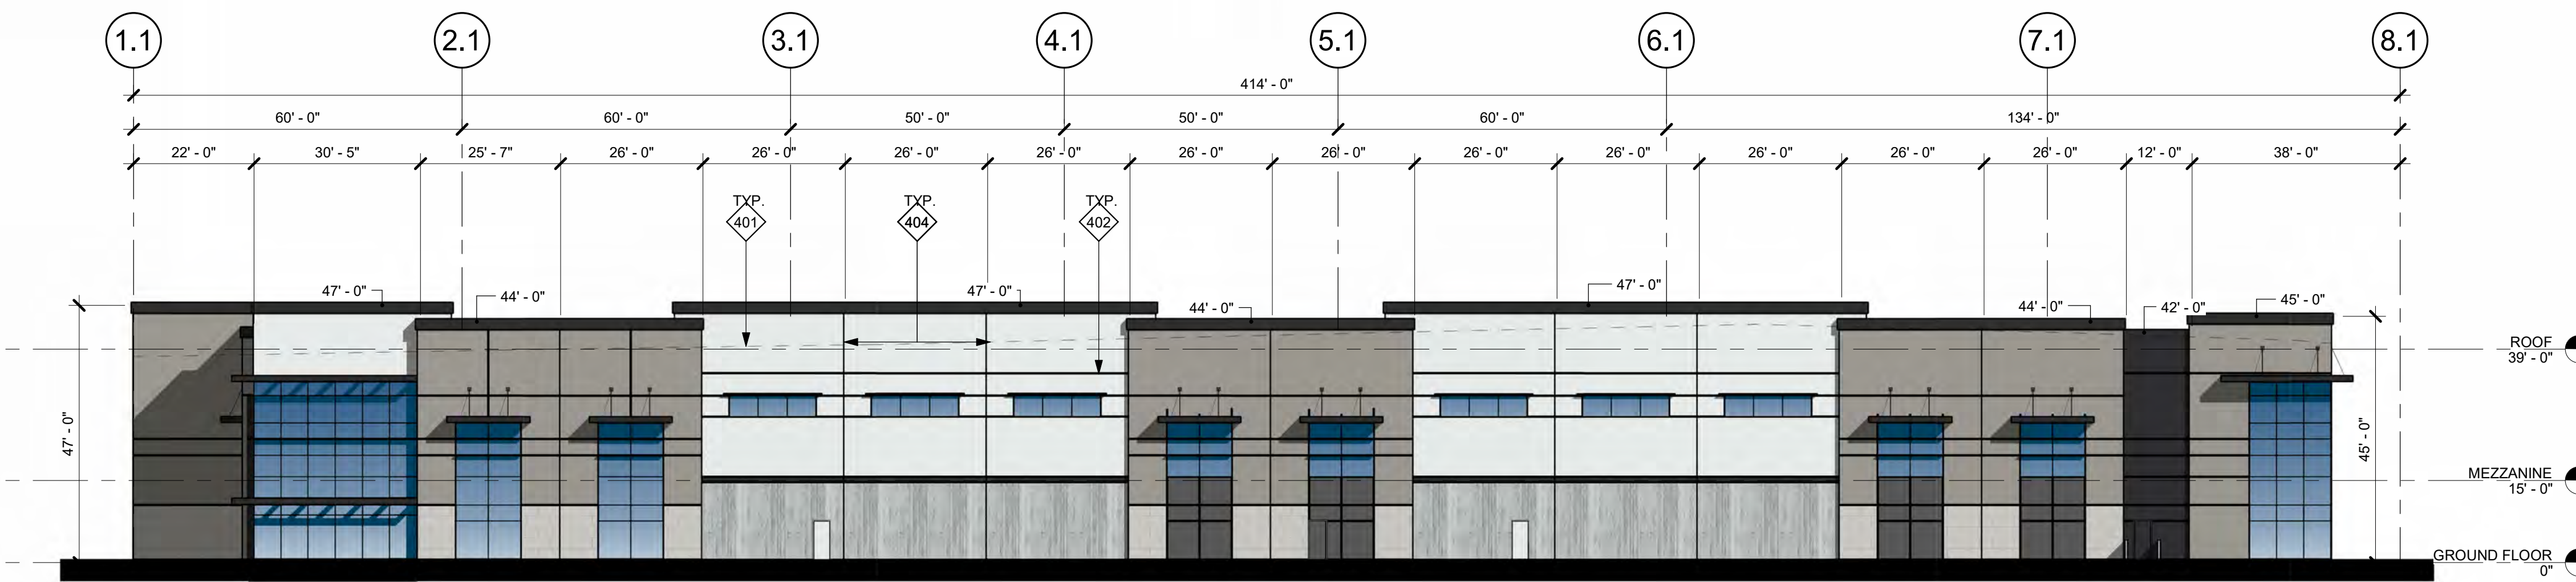 1.1 2.1 3.1 4.1 5.1 6.1 7.1 8.1
414' - 0"
60' - 0" 60' - 0" 50' - 0" 50' - 0" 60' - 0" 134' - 0"
22' - 0" 30' - 5" 25' - 7" 26' - 0" 26' - 0" 26' - 0" 26' - 0" 26' - 0" 26' - 0" 26' - 0" 26' - 0" 26' - 0" 26' - 0" 26' - 0" 12' - 0" 38' - 0"
TYP. TYP. TYP.
401 404 402
47' - 0" 44' - 0" 47' - 0" 44' - 0" 47' - 0" 44' - 0" 42' - 0" 45' - 0"
ROOF
39' - 0"
47' - 0" 45' - 0"
MEZZANINE
15' - 0"
GROUND FLOOR
0"